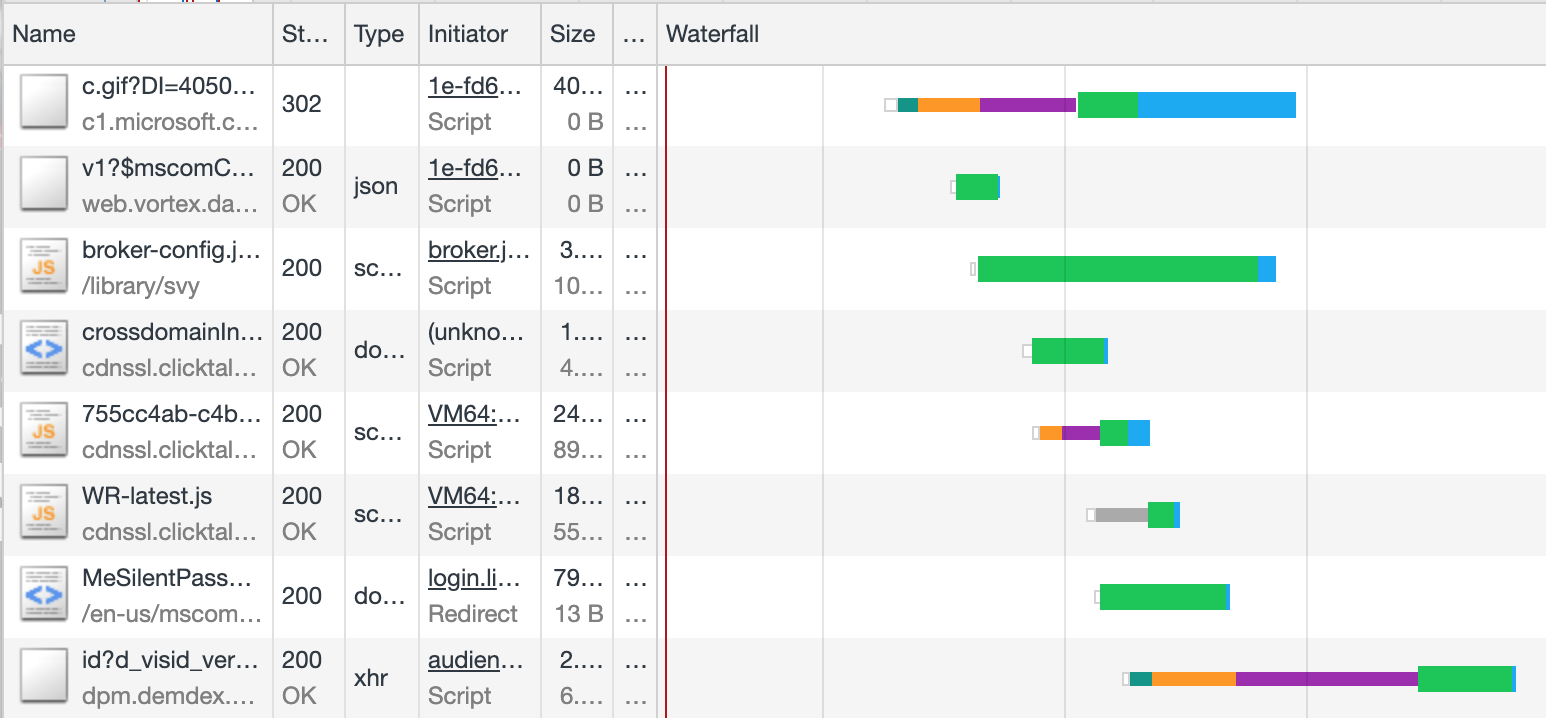 Name St… Type Initiator Size … Waterfall
c.gif?DI=4050… 302 1e-fd6… 40… …
c1.microsoft.c… Script 0 B …
v1?$mscomC… 200 json 1e-fd6… 0 B …
web.vortex.da… OK Script 0 B …
JS broker-config.j… 200 sc… broker.j… 3.… …
/library/svy Script 10… …
<> crossdomainIn… 200 do… (unkno… 1.… …
cdnssl.clicktal… OK Script 4.… …
JS 755cc4ab-c4b… 200 sc… VM64:… 24… …
cdnssl.clicktal… OK Script 89… …
JS WR-latest.js 200 sc… VM64:… 18… …
cdnssl.clicktal… OK Script 55… …
<> MeSilentPass… 200 do… login.li… 79… …
/en-us/mscom… Redirect 13 B …
id?d_visid_ver… 200 xhr audien… 2.… …
dpm.demdex.… OK Script 6.… …